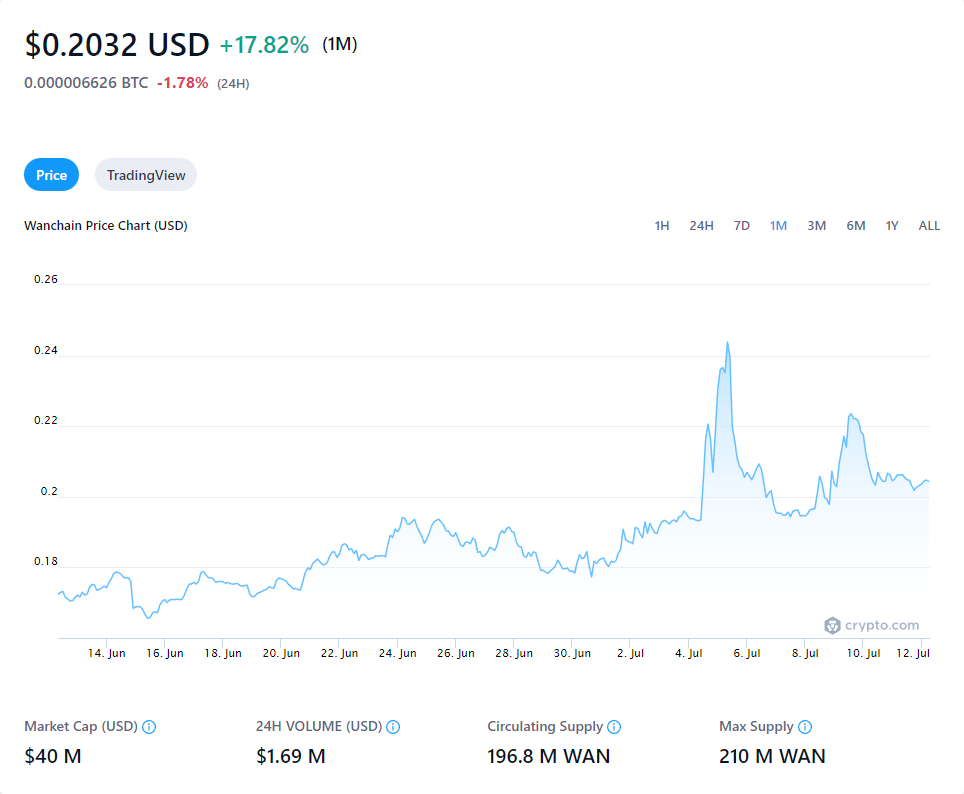 $0.2032 USD +17.82% (1M)
0.000006626 BTC -1.78% (24H)
Price TradingView
Wanchain Price Chart (USD) 1H 24H 7D 1M 3M 6M 1Y ALL
0.26
0.24
0.22
0.2
0.18
crypto.com
14. Jun 16. Jun 18. Jun 20. Jun 22. Jun 24. Jun 26. Jun 28. Jun 30. Jun 2. Jul 4. Jul 6. Jul 8. Jul 10. Jul 12. Jul
Market Cap (USD) 24H VOLUME (USD) Circulating Supply Max Supply
$40 M $1.69 M 196.8 M WAN 210 M WAN